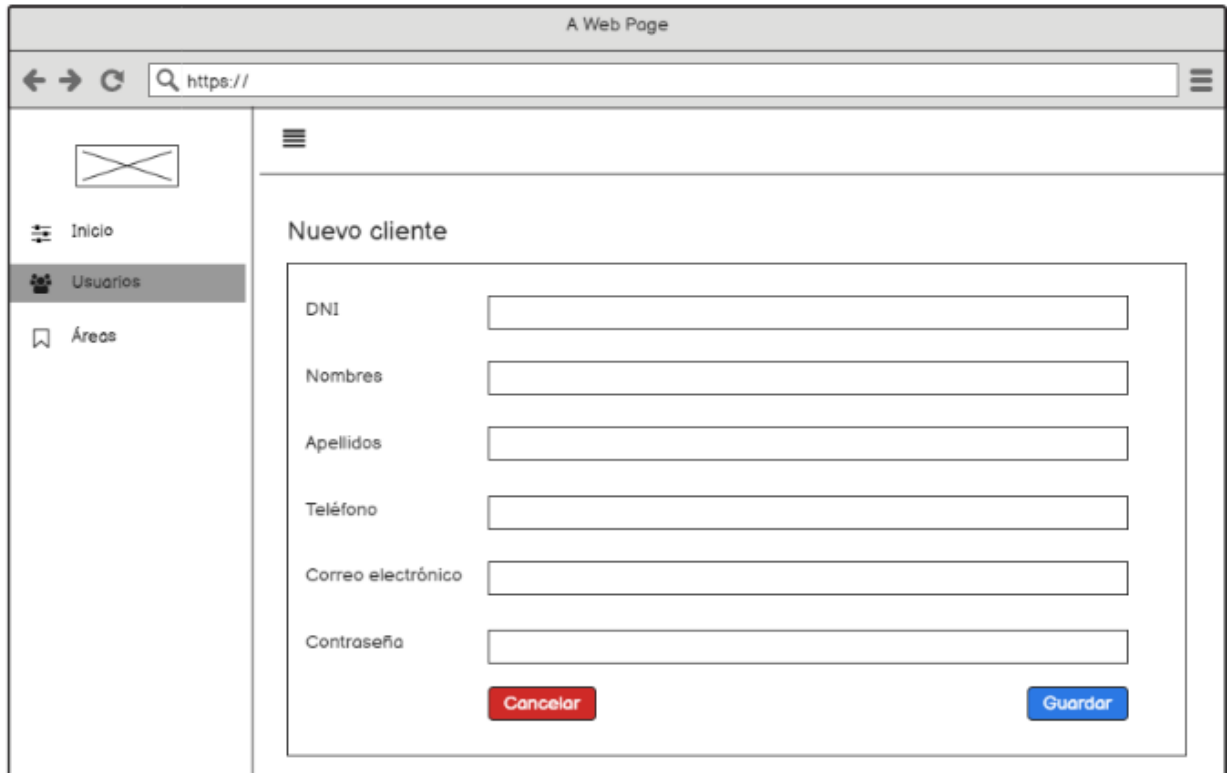 A Web Page
https://
Inicio
Usuarios
Áreas
Nuevo cliente
DNI
Nombres
Apellidos
Teléfono
Correo electrónico
Contraseña
Cancelar
Guardar